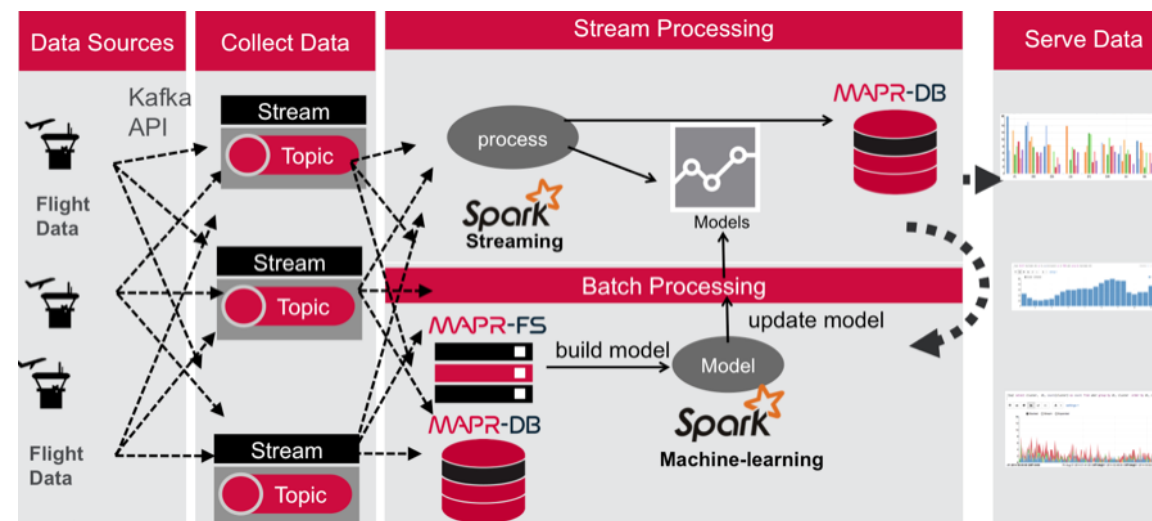 Data Sources
Collect Data
Stream Processing
Serve Data
Kafka
API
Flight
Data
Flight
Data
Stream
Topic
Stream
Topic
Stream
Topic
process
Spark
Streaming
Models
MAPR-DB
Batch Processing
MAPR-FS
build model
update model
Model
Spark
Machine-learning
MAPR-DB